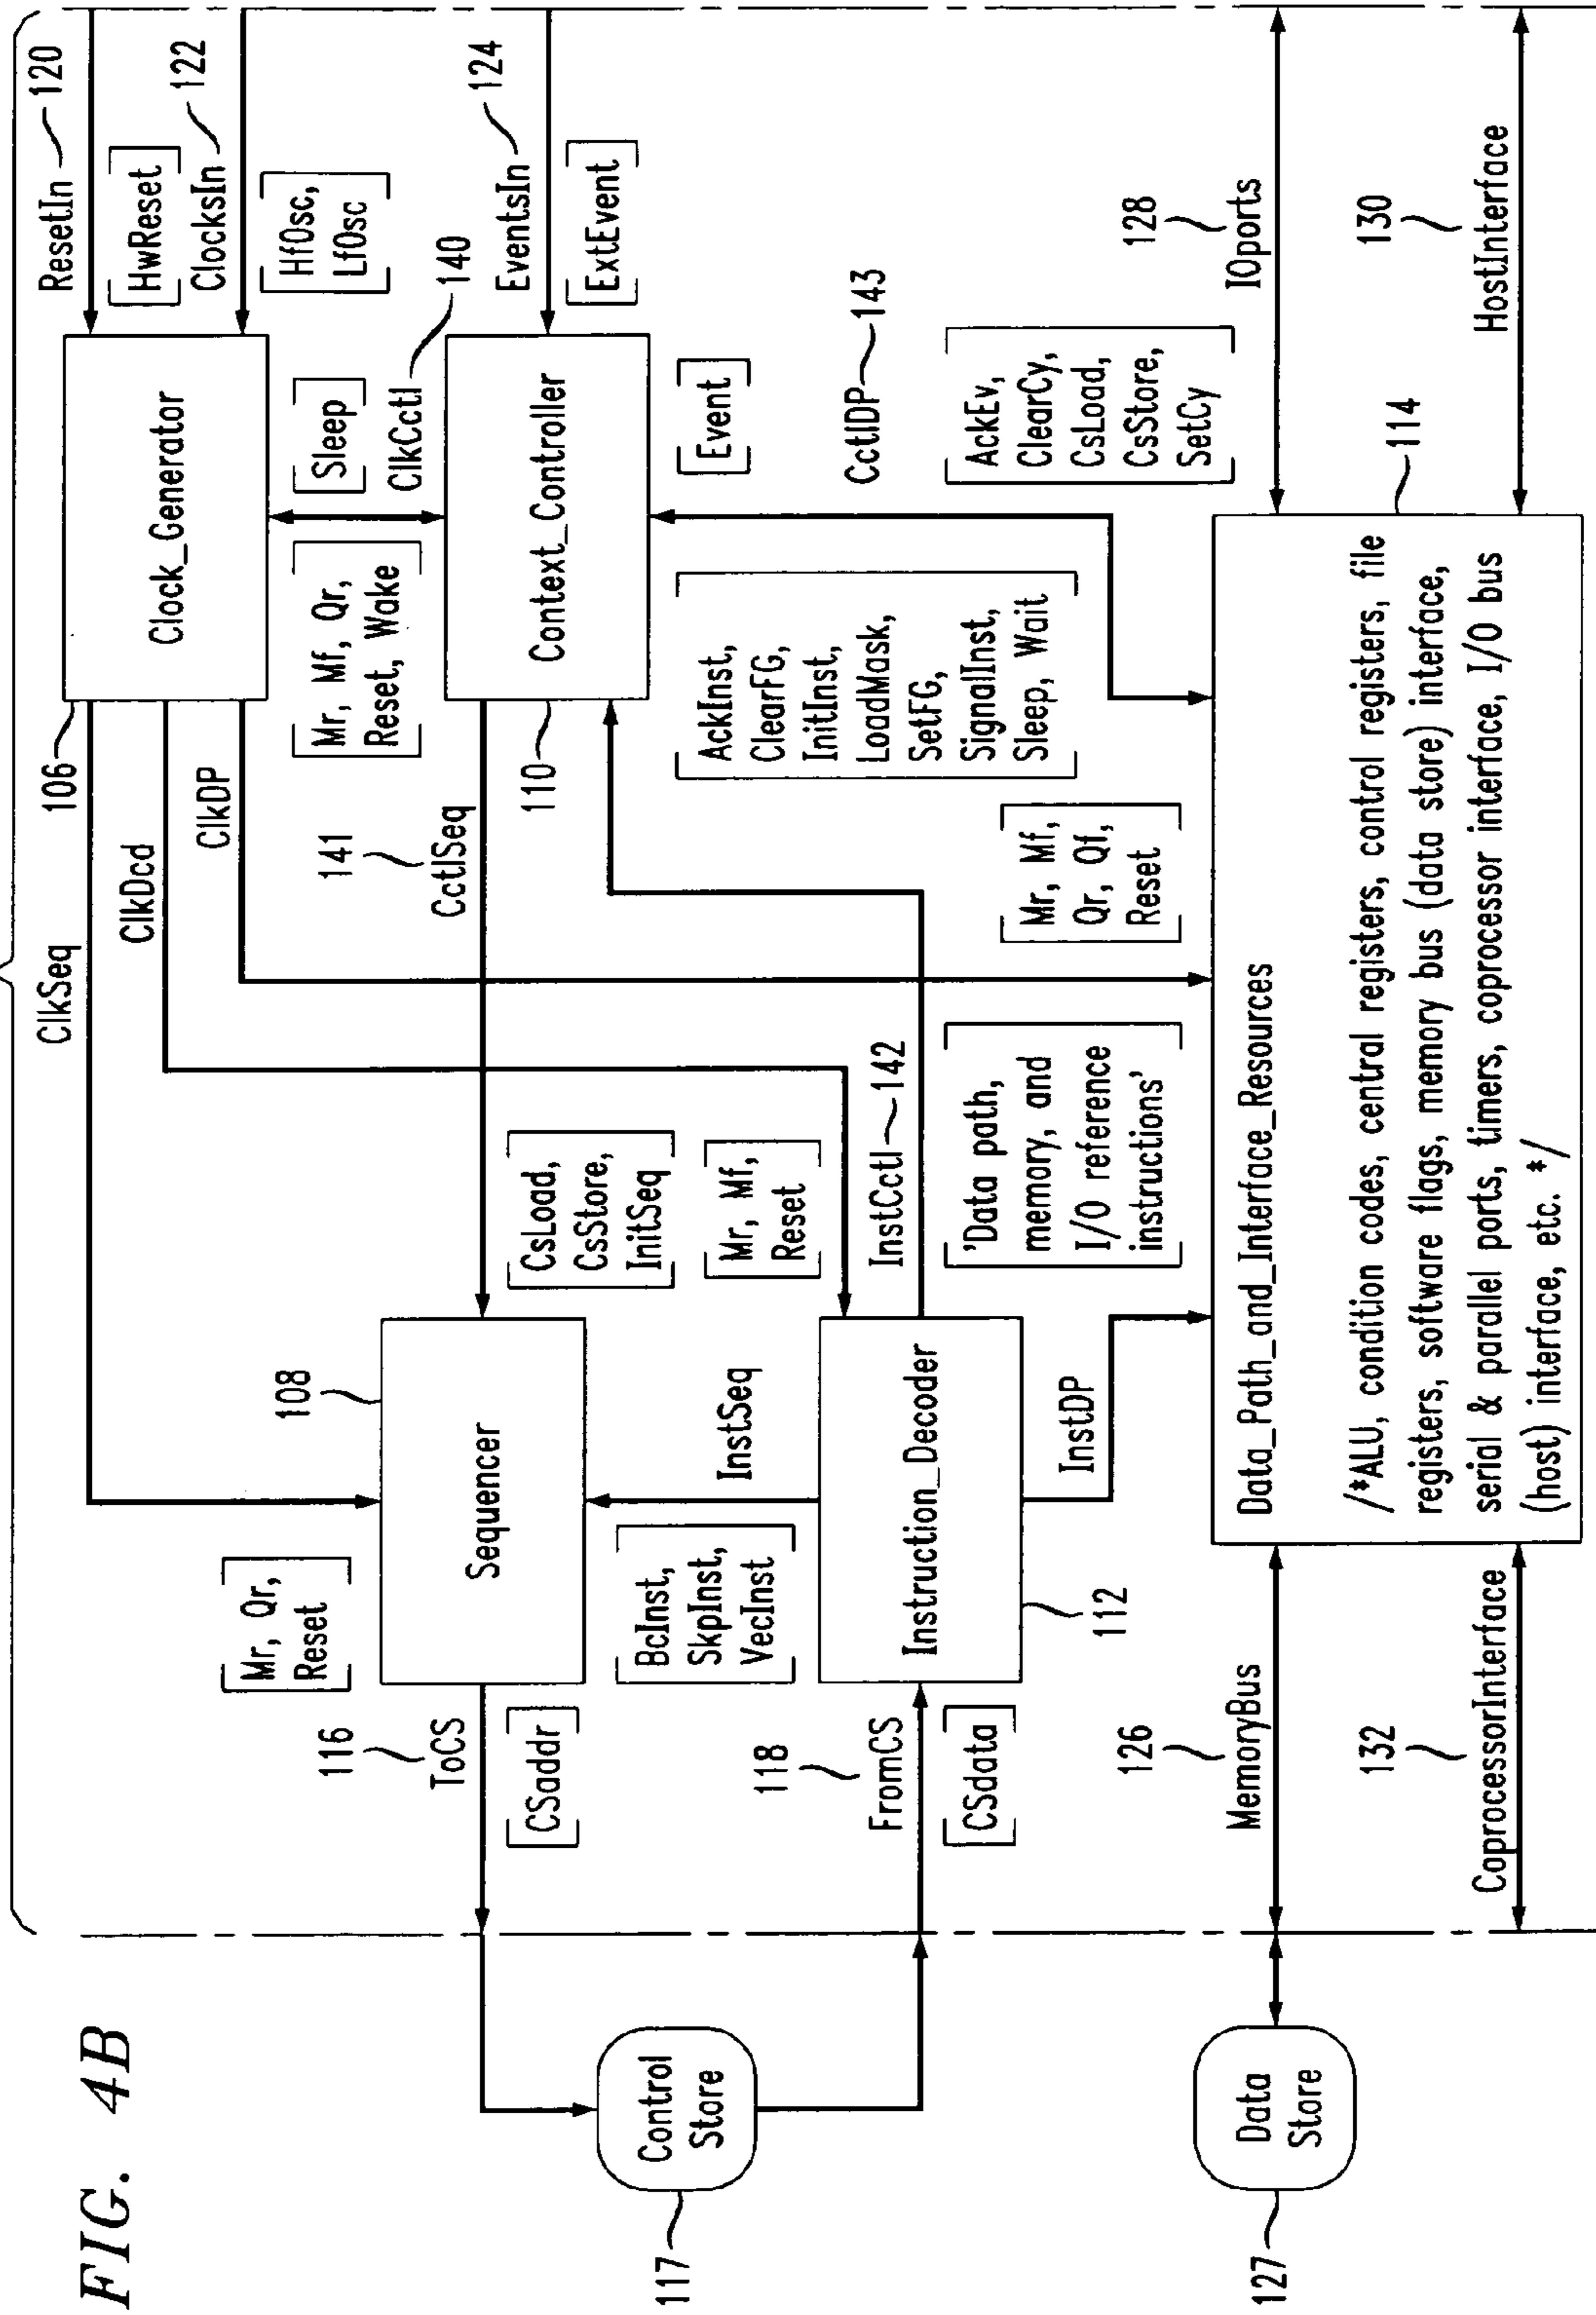 FIG. 4B
ResetIn 120
[HwReset]
ClocksIn 122
[HfOsc,
LfOsc]
106
Clock_Generator
ClkSeq
ClkDcd
ClkDP
[Sleep]
ClkCctl 140
[Mr, Mf, Qr,
Reset, Wake]
EventsIn 124
[ExtEvent]
Context_Controller
110
141
CctlSeq
[Event]
CctlDP 143
[AckEv,
ClearCy,
CsLoad,
CsStore,
SetCy]
[AckInst,
ClearFG,
InitInst,
LoadMask,
SetFG,
SignalInst,
Sleep, Wait]
[Mr, Mf,
Qr, Qf,
Reset]
[Mr, Qr,
Reset]
108
Sequencer
[CsLoad,
CsStore,
InitSeq]
[Mr, Mf,
Reset]
116
ToCS
[CSaddr]
InstSeq
[BcInst,
SkpInst,
VecInst]
Instruction_Decoder
112
InstCctl 142
['Data path,
memory, and
I/O reference
instructions']
InstDP
118
FromCS
[CSdata]
Control
Store
117
Data
Store
127
126
MemoryBus
132
CoprocessorInterface
128
IOports
130
HostInterface
114
Data_Path_and_Interface_Resources
/*ALU, condition codes, central registers, control registers, file
registers, software flags, memory bus (data store) interface,
serial & parallel ports, timers, coprocessor interface, I/O bus
(host) interface, etc. */